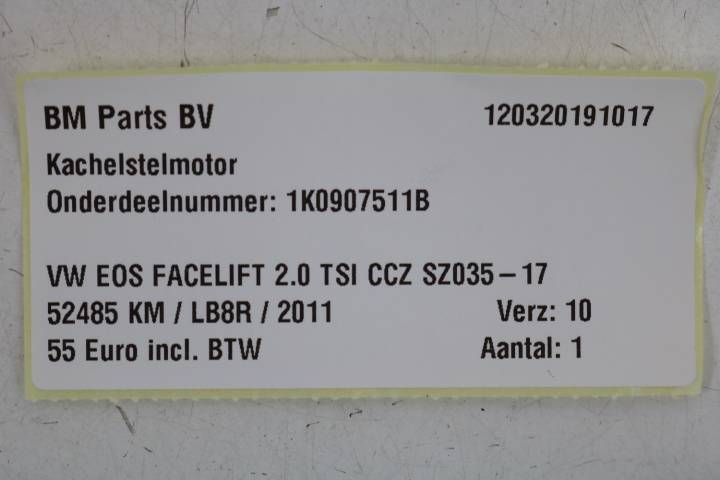 BM Parts BV 120320191017
Kachelstelmotor
Onderdeelnummer: 1K0907511B
VW EOS FACELIFT 2.0 TSI CCZ SZ035 – 17
52485 KM / LB8R / 2011 Verz: 10
55 Euro incl. BTW Aantal: 1